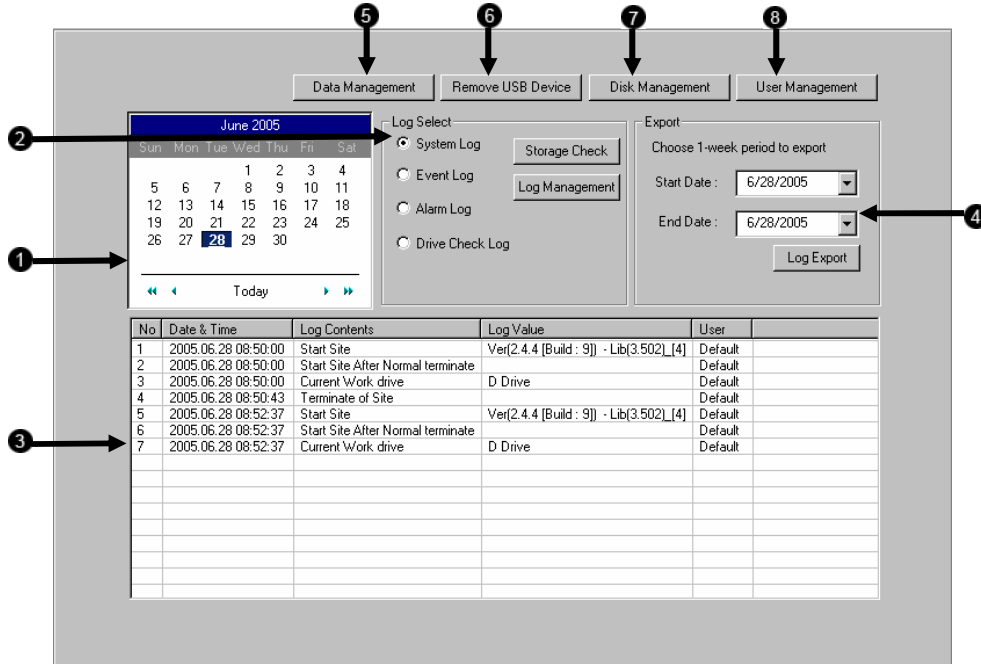 5 6 7 8
Data Management Remove USB Device Disk Management User Management
2
June 2005
Sun Mon Tue Wed Thu Fri Sat
1 2 3 4
5 6 7 8 9 10 11
12 13 14 15 16 17 18
19 20 21 22 23 24 25
26 27 28 29 30
Today
1
Log Select
System Log
Event Log
Alarm Log
Drive Check Log
Storage Check
Log Management
Export
Choose 1-week period to export
Start Date : 6/28/2005
End Date : 6/28/2005
Log Export
4
No Date & Time Log Contents Log Value User
1 2005.06.28 08:50:00 Start Site Ver(2.4.4 [Build : 9]) - Lib(3.502)_[4] Default
2 2005.06.28 08:50:00 Start Site After Normal terminate Default
3 2005.06.28 08:50:00 Current Work drive D Drive Default
4 2005.06.28 08:50:43 Terminate of Site Default
5 2005.06.28 08:52:37 Start Site Ver(2.4.4 [Build : 9]) - Lib(3.502)_[4] Default
6 2005.06.28 08:52:37 Start Site After Normal terminate Default
7 2005.06.28 08:52:37 Current Work drive D Drive Default
3